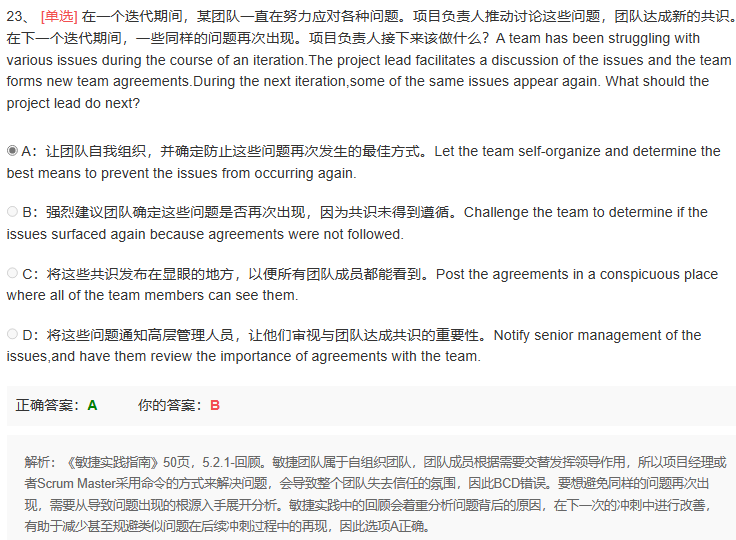 23、 [单选] 在一个迭代期间，某团队一直在努力应对各种问题。项目负责人推动讨论这些问题，团队达成新的共识。
在下一个迭代期间，一些同样的问题再次出现。项目负责人接下来该做什么？A team has been struggling with
various issues during the course of an iteration.The project lead facilitates a discussion of the issues and the team
forms new team agreements.During the next iteration,some of the same issues appear again. What should the
project lead do next?
A：让团队自我组织，并确定防止这些问题再次发生的最佳方式。Let the team self-organize and determine the
best means to prevent the issues from occurring again.
B：强烈建议团队确定这些问题是否再次出现，因为共识未得到遵循。Challenge the team to determine if the
issues surfaced again because agreements were not followed.
C：将这些共识发布在显眼的地方，以便所有团队成员都能看到。Post the agreements in a conspicuous place
where all of the team members can see them.
D：将这些问题通知高层管理人员，让他们审视与团队达成共识的重要性。Notify senior management of the
issues,and have them review the importance of agreements with the team.
正确答案：A 你的答案：B
解析：《敏捷实践指南》50页，5.2.1-回顾。敏捷团队属于自组织团队，团队成员根据需要交替发挥领导作用，所以项目经理或
者Scrum Master采用命令的方式来解决问题，会导致整个团队失去信任的氛围，因此BCD错误。要想避免同样的问题再次出
现，需要从导致问题出现的根源入手展开分析。敏捷实践中的回顾会着重分析问题背后的原因，在下一次的冲刺中进行改善，
有助于减少甚至规避类似问题在后续冲刺过程中的再现，因此选项A正确。